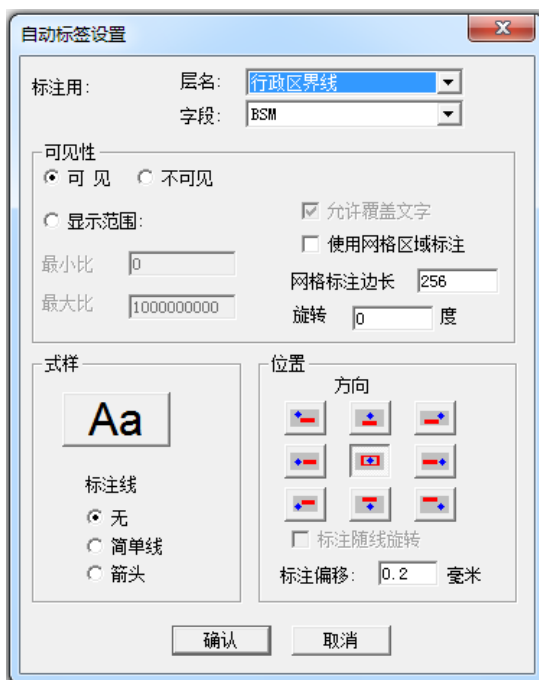 自动标签设置
标注用: 层名: 行政区界线
字段: BSM
可见性
可 见 不可见
显示范围: 允许覆盖文字
使用网格区域标注
最小比 0
网格标注边长 256
最大比 1000000000
旋转 0 度
式样 位置
方向
Aa
标注线
无
简单线 标注随线旋转
箭头 标注偏移: 0.2 毫米
确认 取消